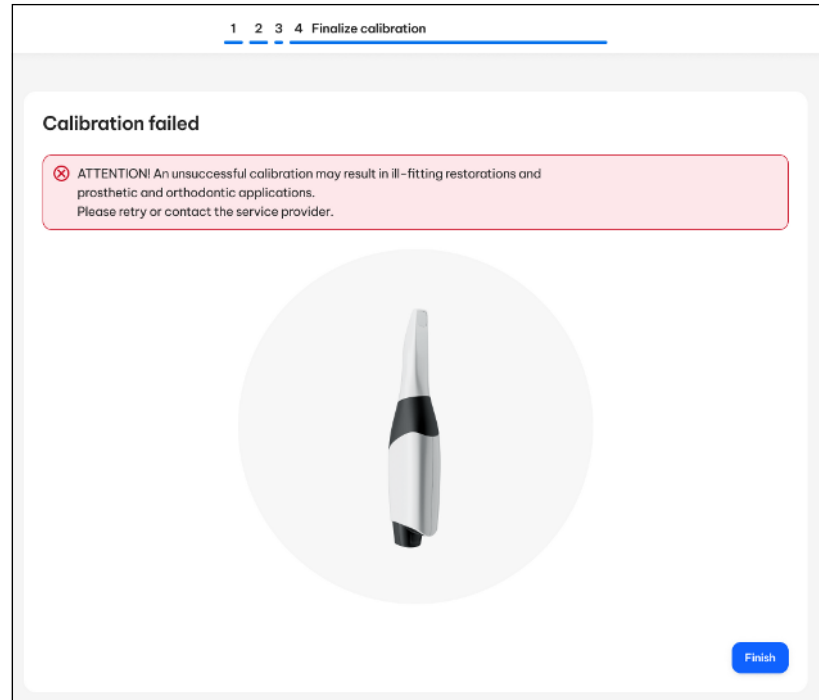 1 2 3 4 Finalize calibration
Calibration failed
ATTENTION! An unsuccessful calibration may result in ill-fitting restorations and
prosthetic and orthodontic applications.
Please retry or contact the service provider.
Finish